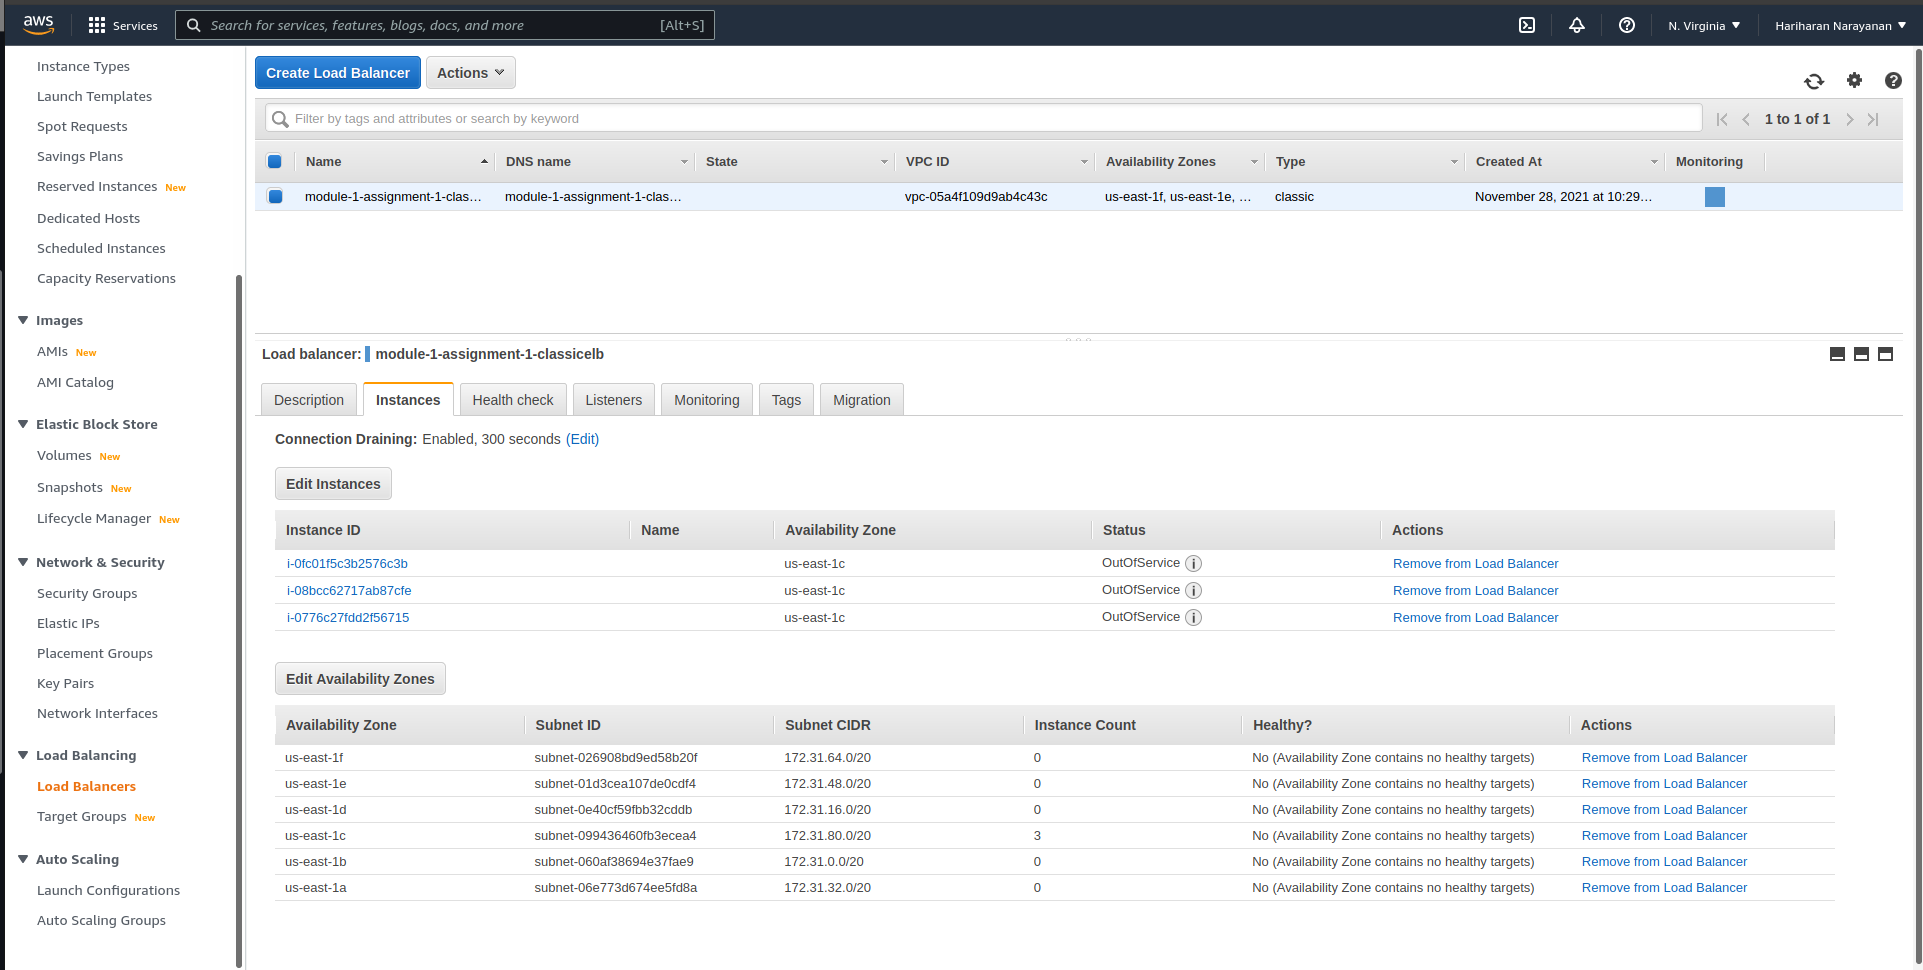 aws Services Search for services, features, blogs, docs, and more [Alt+S] N. Virginia Hariharan Narayanan
Instance Types
Launch Templates
Spot Requests
Savings Plans
Reserved Instances New
Dedicated Hosts
Scheduled Instances
Capacity Reservations
Images
AMIs New
AMI Catalog
Elastic Block Store
Volumes New
Snapshots New
Lifecycle Manager New
Network & Security
Security Groups
Elastic IPs
Placement Groups
Key Pairs
Network Interfaces
Load Balancing
Load Balancers
Target Groups New
Auto Scaling
Launch Configurations
Auto Scaling Groups
Create Load Balancer Actions
Filter by tags and attributes or search by keyword 1 to 1 of 1
Name DNS name State VPC ID Availability Zones Type Created At Monitoring
module-1-assignment-1-clas... module-1-assignment-1-clas... vpc-05a4f109d9ab4c43c us-east-1f, us-east-1e, ... classic November 28, 2021 at 10:29...
Load balancer: module-1-assignment-1-classicelb
Description Instances Health check Listeners Monitoring Tags Migration
Connection Draining: Enabled, 300 seconds (Edit)
Edit Instances
Instance ID Name Availability Zone Status Actions
i-0fc01f5c3b2576c3b us-east-1c OutOfService i Remove from Load Balancer
i-08bcc62717ab87cfe us-east-1c OutOfService i Remove from Load Balancer
i-0776c27fdd2f56715 us-east-1c OutOfService i Remove from Load Balancer
Edit Availability Zones
Availability Zone Subnet ID Subnet CIDR Instance Count Healthy? Actions
us-east-1f subnet-026908bd9ed58b20f 172.31.64.0/20 0 No (Availability Zone contains no healthy targets) Remove from Load Balancer
us-east-1e subnet-01d3cea107de0cdf4 172.31.48.0/20 0 No (Availability Zone contains no healthy targets) Remove from Load Balancer
us-east-1d subnet-0e40cf59fbb32cddb 172.31.16.0/20 0 No (Availability Zone contains no healthy targets) Remove from Load Balancer
us-east-1c subnet-099436460fb3ecea4 172.31.80.0/20 3 No (Availability Zone contains no healthy targets) Remove from Load Balancer
us-east-1b subnet-060af38694e37fae9 172.31.0.0/20 0 No (Availability Zone contains no healthy targets) Remove from Load Balancer
us-east-1a subnet-06e773d674ee5fd8a 172.31.32.0/20 0 No (Availability Zone contains no healthy targets) Remove from Load Balancer